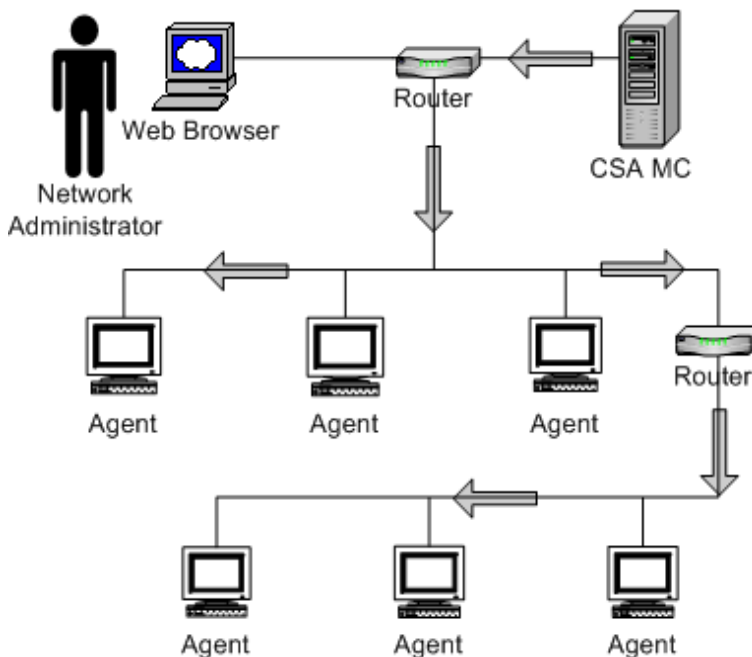 Router
Web Browser
CSA MC
Network
Administrator
Router
Agent
Agent
Agent
Agent
Agent
Agent